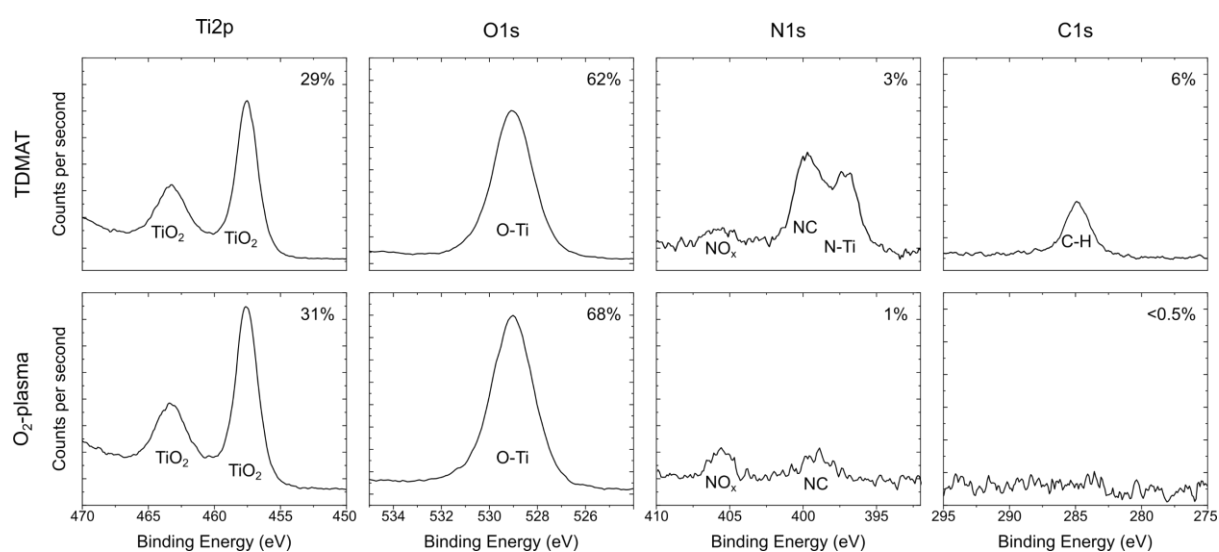 Ti2p
O1s
N1s
C1s
TDMAT
Counts per second
29%
TiO₂
TiO₂
62%
O-Ti
3%
NOₓ
NC
N-Ti
6%
C-H
O₂-plasma
Counts per second
31%
TiO₂
TiO₂
68%
O-Ti
1%
NOₓ
NC
<0.5%
470 465 460 455 450
534 532 530 528 526
410 405 400 395
295 290 285 280 275
Binding Energy (eV)
Binding Energy (eV)
Binding Energy (eV)
Binding Energy (eV)